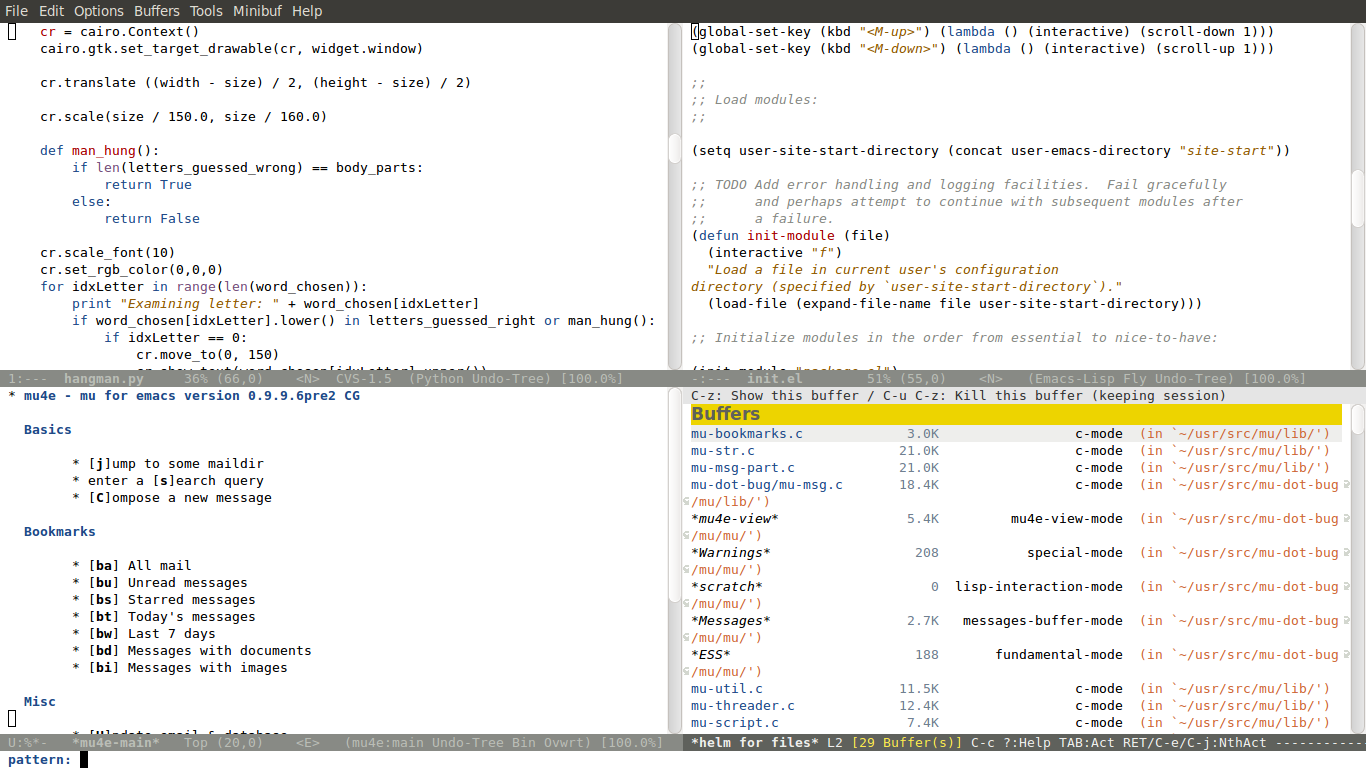 File Edit Options Buffers Tools Minibuf Help
cr = cairo.Context()
cairo.gtk.set_target_drawable(cr, widget.window)
cr.translate ((width - size) / 2, (height - size) / 2)
cr.scale(size / 150.0, size / 160.0)
def man_hung():
if len(letters_guessed_wrong) == body_parts:
return True
else:
return False
cr.scale_font(10)
cr.set_rgb_color(0,0,0)
for idxLetter in range(len(word_chosen)):
print "Examining letter: " + word_chosen[idxLetter]
if word_chosen[idxLetter].lower() in letters_guessed_right or man_hung():
if idxLetter == 0:
cr.move_to(0, 150)
1:--- hangman.py 36% (66,0) <N> CVS-1.5 (Python Undo-Tree) [100.0%]
(global-set-key (kbd "<M-up>") (lambda () (interactive) (scroll-down 1)))
(global-set-key (kbd "<M-down>") (lambda () (interactive) (scroll-up 1)))
;;
;; Load modules:
;;
(setq user-site-start-directory (concat user-emacs-directory "site-start"))
;; TODO Add error handling and logging facilities.  Fail gracefully
;;      and perhaps attempt to continue with subsequent modules after
;;      a failure.
(defun init-module (file)
(interactive "f")
"Load a file in current user's configuration
directory (specified by `user-site-start-directory`)."
(load-file (expand-file-name file user-site-start-directory)))
;; Initialize modules in the order from essential to nice-to-have:
-:--- init.el 51% (55,0) <N> (Emacs-Lisp Fly Undo-Tree) [100.0%]
* mu4e - mu for emacs version 0.9.9.6pre2 CG
Basics
* [j]ump to some maildir
* enter a [s]earch query
* [C]ompose a new message
Bookmarks
* [ba] All mail
* [bu] Unread messages
* [bs] Starred messages
* [bt] Today's messages
* [bw] Last 7 days
* [bd] Messages with documents
* [bi] Messages with images
Misc
U:%*- *mu4e-main* Top (20,0) <E> (mu4e:main Undo-Tree Bin Ovwrt) [100.0%]
C-z: Show this buffer / C-u C-z: Kill this buffer (keeping session)
Buffers
mu-bookmarks.c 3.0K c-mode (in `~/usr/src/mu/lib/')
mu-str.c 21.0K c-mode (in `~/usr/src/mu/lib/')
mu-msg-part.c 21.0K c-mode (in `~/usr/src/mu/lib/')
mu-dot-bug/mu-msg.c 18.4K c-mode (in `~/usr/src/mu-dot-bug
/mu/lib/')
*mu4e-view* 5.4K mu4e-view-mode (in `~/usr/src/mu-dot-bug
/mu/mu/')
*Warnings* 208 special-mode (in `~/usr/src/mu-dot-bug
/mu/mu/')
*scratch* 0 lisp-interaction-mode (in `~/usr/src/mu-dot-bug
/mu/mu/')
*Messages* 2.7K messages-buffer-mode (in `~/usr/src/mu-dot-bug
/mu/mu/')
*ESS* 188 fundamental-mode (in `~/usr/src/mu-dot-bug
/mu/mu/')
mu-util.c 11.5K c-mode (in `~/usr/src/mu/lib/')
mu-threader.c 12.4K c-mode (in `~/usr/src/mu/lib/')
mu-script.c 7.4K c-mode (in `~/usr/src/mu/lib/')
*helm for files* L2 [29 Buffer(s)] C-c ?:Help TAB:Act RET/C-e/C-j:NthAct ------------
pattern: